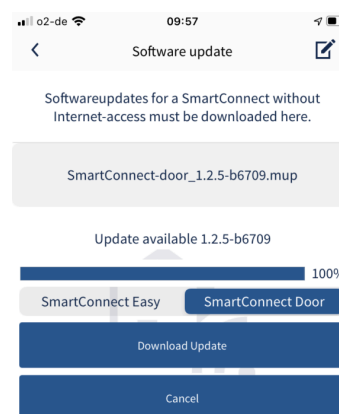 o2-de 09:57
Software update
Softwareupdates for a SmartConnect without
Internet-access must be downloaded here.
SmartConnect-door_1.2.5-b6709.mup
Update available 1.2.5-b6709
100%
SmartConnect Easy SmartConnect Door
Download Update
Cancel